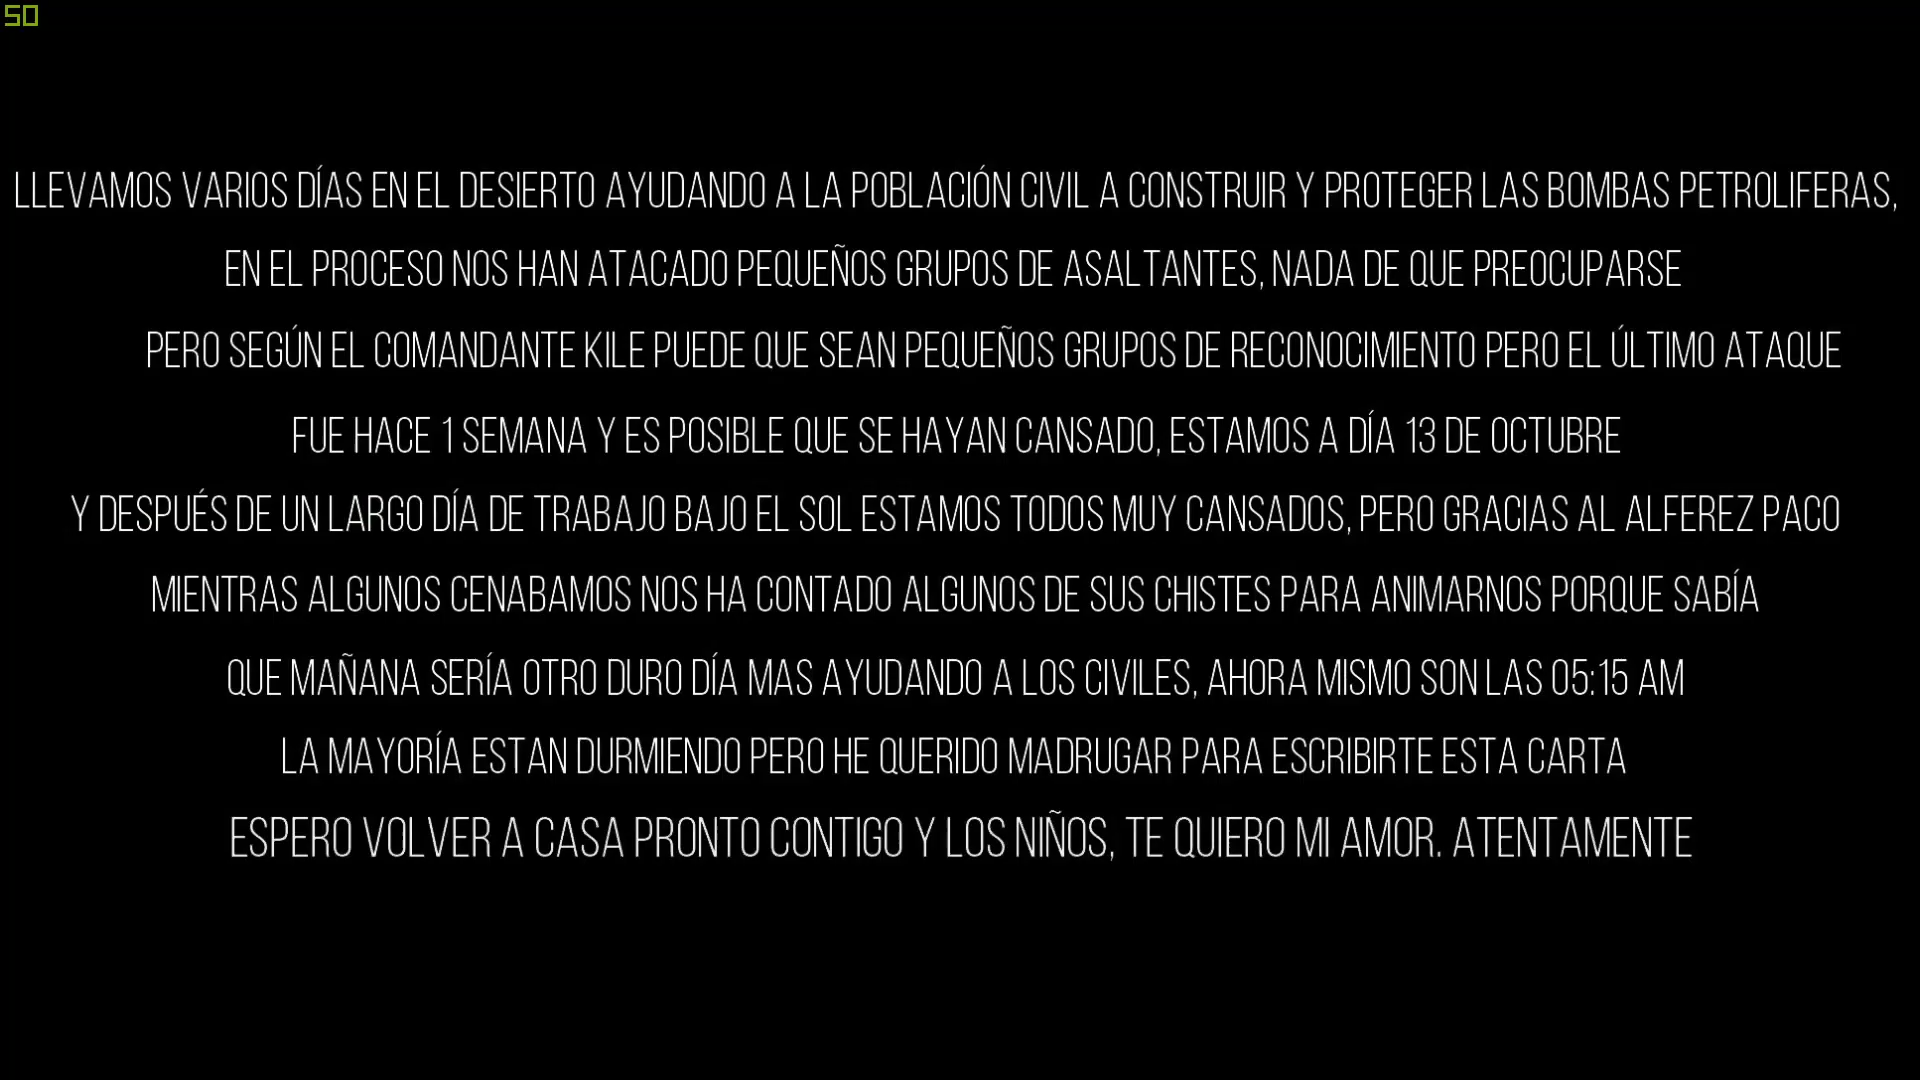 50
LLEVAMOS VARIOS DÍAS EN EL DESIERTO AYUDANDO A LA POBLACIÓN CIVIL A CONSTRUIR Y PROTEGER LAS BOMBAS PETROLIFERAS,
EN EL PROCESO NOS HAN ATACADO PEQUEÑOS GRUPOS DE ASALTANTES, NADA DE QUE PREOCUPARSE
PERO SEGÚN EL COMANDANTE KILE PUEDE QUE SEAN PEQUEÑOS GRUPOS DE RECONOCIMIENTO PERO EL ÚLTIMO ATAQUE
FUE HACE 1 SEMANA Y ES POSIBLE QUE SE HAYAN CANSADO, ESTAMOS A DÍA 13 DE OCTUBRE
Y DESPUÉS DE UN LARGO DÍA DE TRABAJO BAJO EL SOL ESTAMOS TODOS MUY CANSADOS, PERO GRACIAS AL ALFEREZ PACO
MIENTRAS ALGUNOS CENABAMOS NOS HA CONTADO ALGUNOS DE SUS CHISTES PARA ANIMARNOS PORQUE SABÍA
QUE MAÑANA SERÍA OTRO DURO DÍA MAS AYUDANDO A LOS CIVILES, AHORA MISMO SON LAS 05:15 AM
LA MAYORÍA ESTAN DURMIENDO PERO HE QUERIDO MADRUGAR PARA ESCRIBIRTE ESTA CARTA
ESPERO VOLVER A CASA PRONTO CONTIGO Y LOS NIÑOS, TE QUIERO MI AMOR. ATENTAMENTE